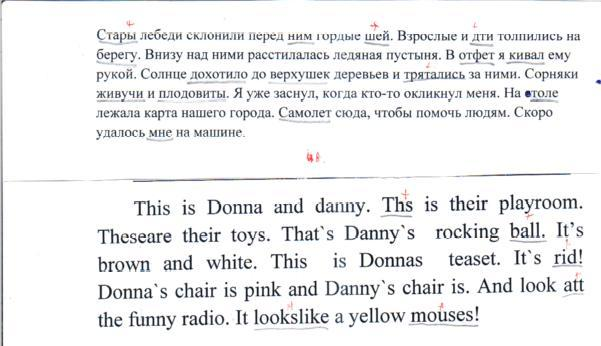 Стары лебеди склонили перед ним гордые шей. Взрослые и дти толпились на
берегу. Внизу над ними расстилалась ледяная пустыня. В отфет я кивал ему
рукой. Солнце дохотило до верхушек деревьев и трятались за ними. Сорняки
живучи и плодовиты. Я уже заснул, когда кто-то окликнул меня. На столе
лежала карта нашего города. Самолет сюда, чтобы помочь людям. Скоро
удалось мне на машине.
This is Donna and danny. Ths is their playroom.
Theseare their toys. That`s Danny`s rocking ball. It’s
brown and white. This is Donnas teaset. It`s rid!
Donna`s chair is pink and Danny`s chair is. And look att
the funny radio. It lookslike a yellow mouses!